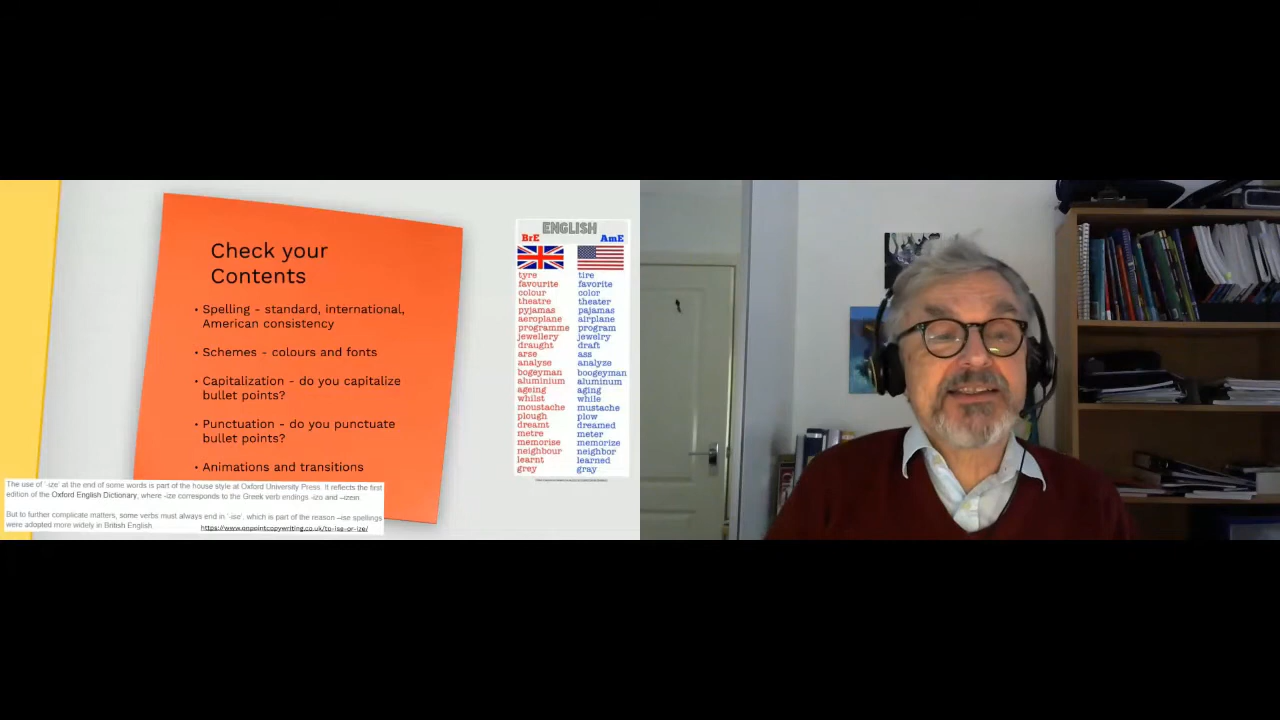 Check your
Contents
• Spelling - standard, international,
American consistency
• Schemes - colours and fonts
• Capitalization - do you capitalize
bullet points?
• Punctuation - do you punctuate
bullet points?
• Animations and transitions
The use of '-ize' at the end of some words is part of the house style at Oxford University Press. It reflects the first
edition of the Oxford English Dictionary, where -ize corresponds to the Greek verb endings -izo and –izein.
But to further complicate matters, some verbs must always end in '-ise', which is part of the reason –ise spellings
were adopted more widely in British English.
https://www.onpointcopywriting.co.uk/to-ise-or-ize/
ENGLISH
BrE AmE
tyre tire
favourite favorite
colour color
theatre theater
pyjamas pajamas
aeroplane airplane
programme program
jewellery jewelry
draught draft
arse ass
analyse analyze
bogeyman boogeyman
aluminium aluminum
ageing aging
whilst while
moustache mustache
plough plow
dreamt dreamed
metre meter
memorise memorize
neighbour neighbor
learnt learned
grey gray